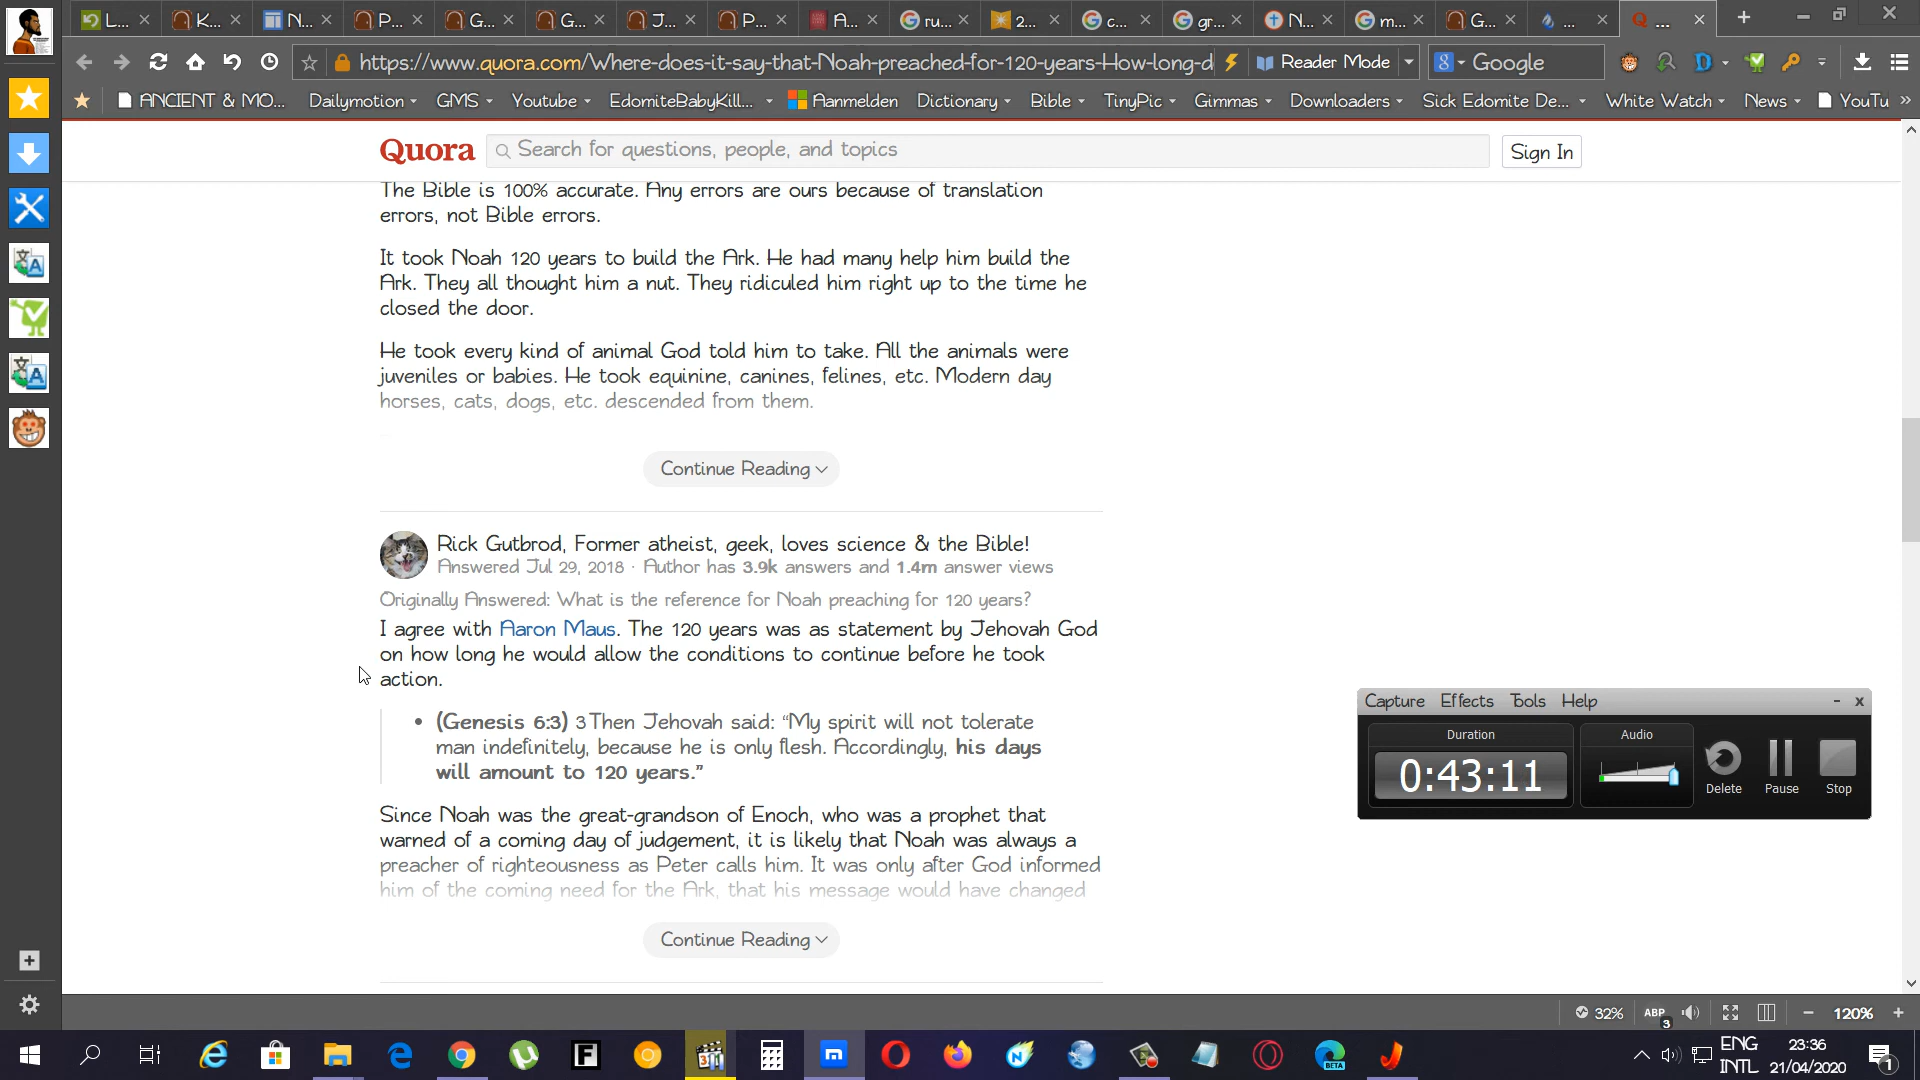 L...
K...
N...
P...
G...
G...
J...
P...
A...
ru...
2...
c...
gr...
N...
m...
G...
...
Q ...
https://www.quora.com/Where-does-it-say-that-Noah-preached-for-120-years-How-long-d
Reader Mode
Google
ANCIENT & MO...
Dailymotion
GMS
Youtube
EdomiteBabyKill...
Aanmelden
Dictionary
Bible
TinyPic
Gimmas
Downloaders
Sick Edomite De...
White Watch
News
YouTu
Quora
Search for questions, people, and topics
Sign In
The Bible is 100% accurate. Any errors are ours because of translation
errors, not Bible errors.
It took Noah 120 years to build the Ark. He had many help him build the
Ark. They all thought him a nut. They ridiculed him right up to the time he
closed the door.
He took every kind of animal God told him to take. All the animals were
juveniles or babies. He took equinine, canines, felines, etc. Modern day
horses, cats, dogs, etc. descended from them.
Continue Reading
Rick Gutbrod, Former atheist, geek, loves science & the Bible!
Answered Jul 29, 2018 · Author has 3.9k answers and 1.4m answer views
Originally Answered: What is the reference for Noah preaching for 120 years?
I agree with Aaron Maus. The 120 years was as statement by Jehovah God
on how long he would allow the conditions to continue before he took
action.
• (Genesis 6:3) 3 Then Jehovah said: “My spirit will not tolerate
man indefinitely, because he is only flesh. Accordingly, his days
will amount to 120 years.”
Since Noah was the great-grandson of Enoch, who was a prophet that
warned of a coming day of judgement, it is likely that Noah was always a
preacher of righteousness as Peter calls him. It was only after God informed
him of the coming need for the Ark, that his message would have changed
Continue Reading
Capture Effects Tools Help
Duration
0:43:11
Audio
Delete
Pause
Stop
32%
ABP
3
120%
ENG
INTL
23:36
21/04/2020
1
BETA